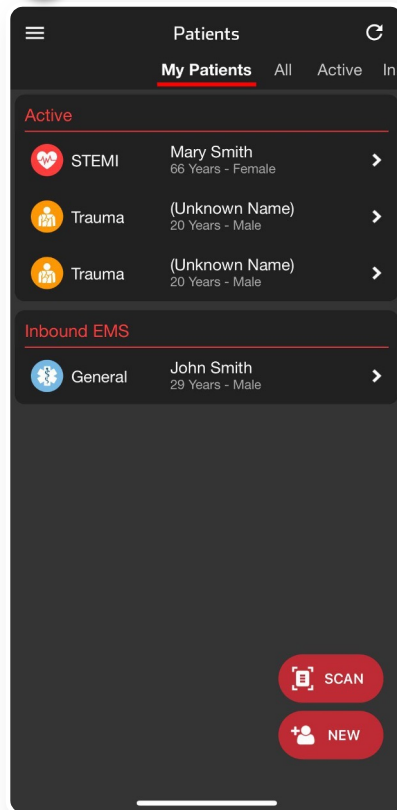 Patients
My Patients All Active In
Active
STEMI
Mary Smith
66 Years - Female
Trauma
(Unknown Name)
20 Years - Male
Trauma
(Unknown Name)
20 Years - Male
Inbound EMS
General
John Smith
29 Years - Male
SCAN
NEW